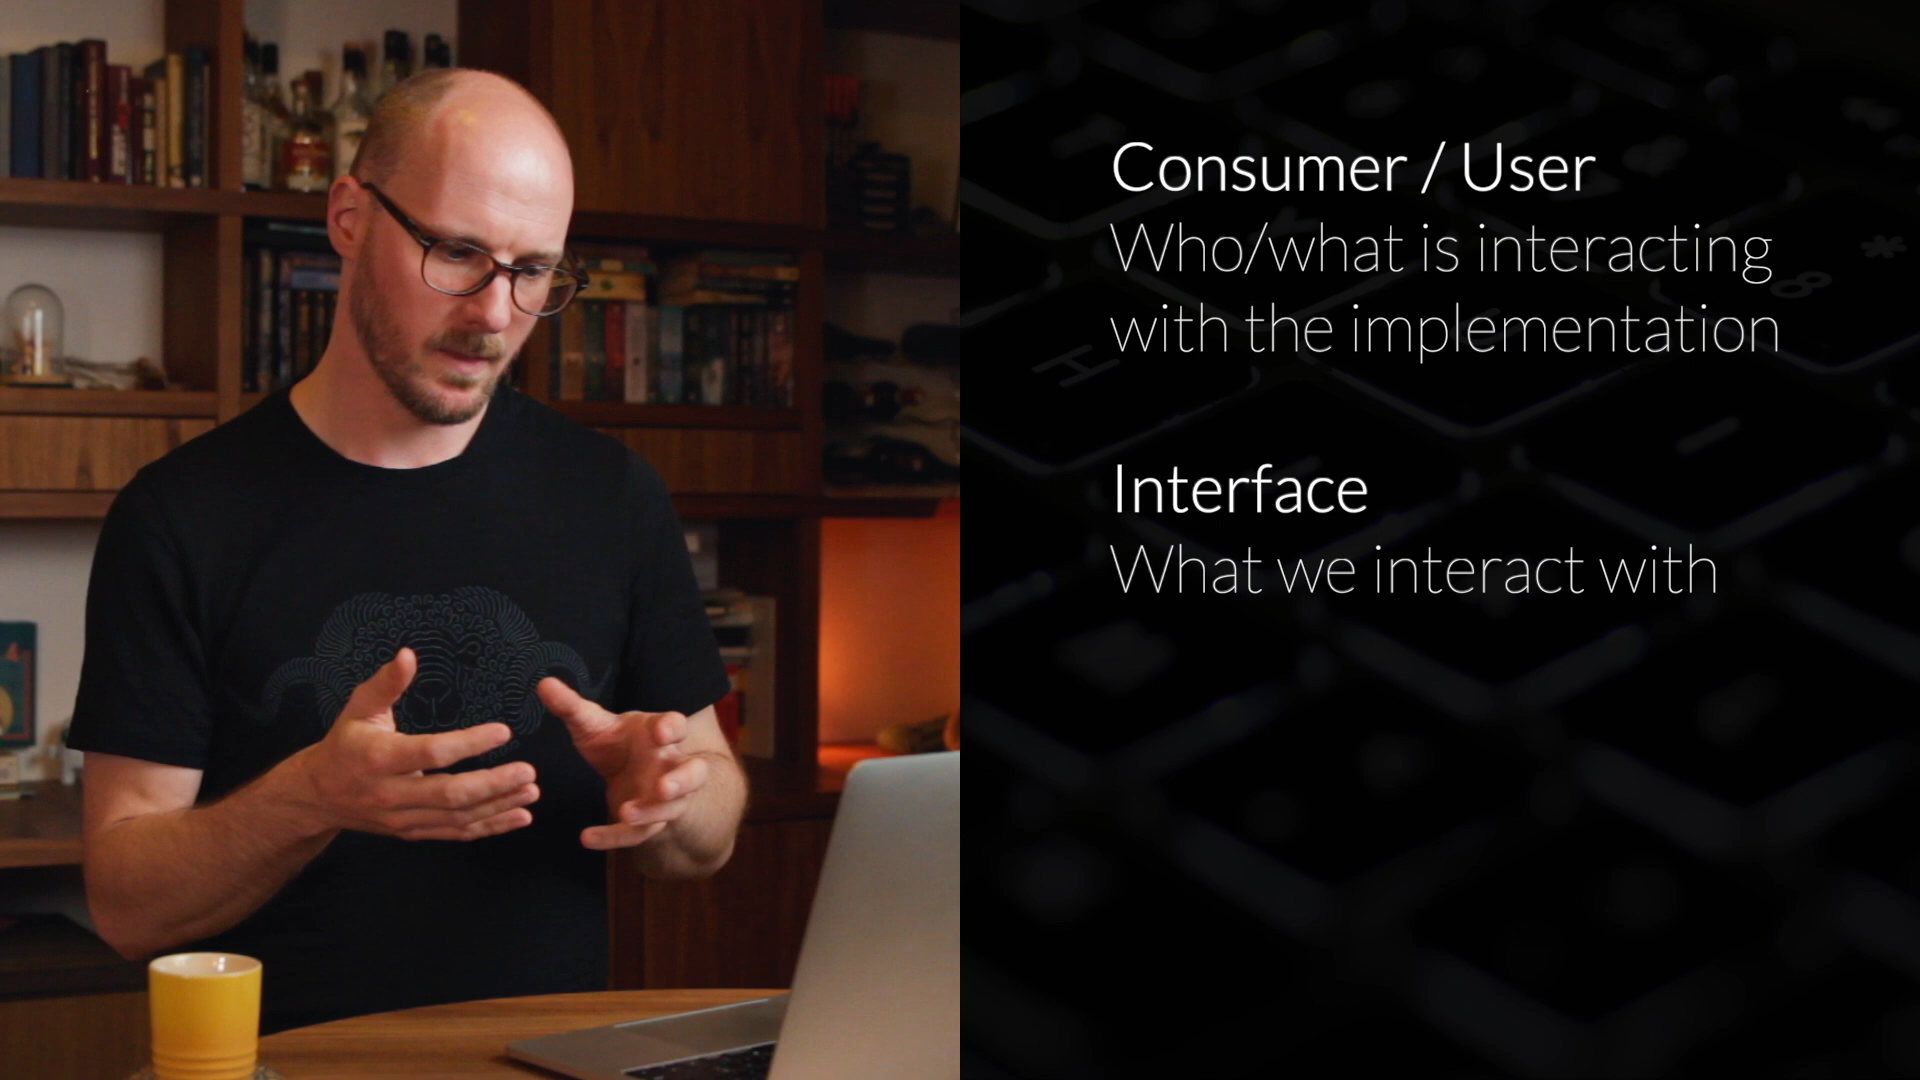 Consumer / User
Who/what is interacting
with the implementation
Interface
What we interact with